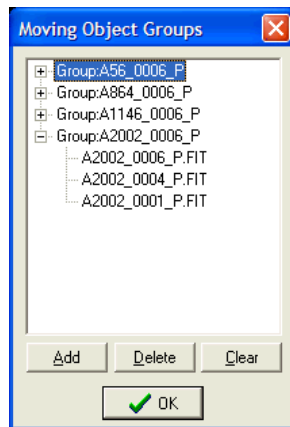 Moving Object Groups
Group:A56_0006_P
Group:A864_0006_P
Group:A1146_0006_P
Group:A2002_0006_P
A2002_0006_P.FIT
A2002_0004_P.FIT
A2002_0001_P.FIT
Add Delete Clear
OK